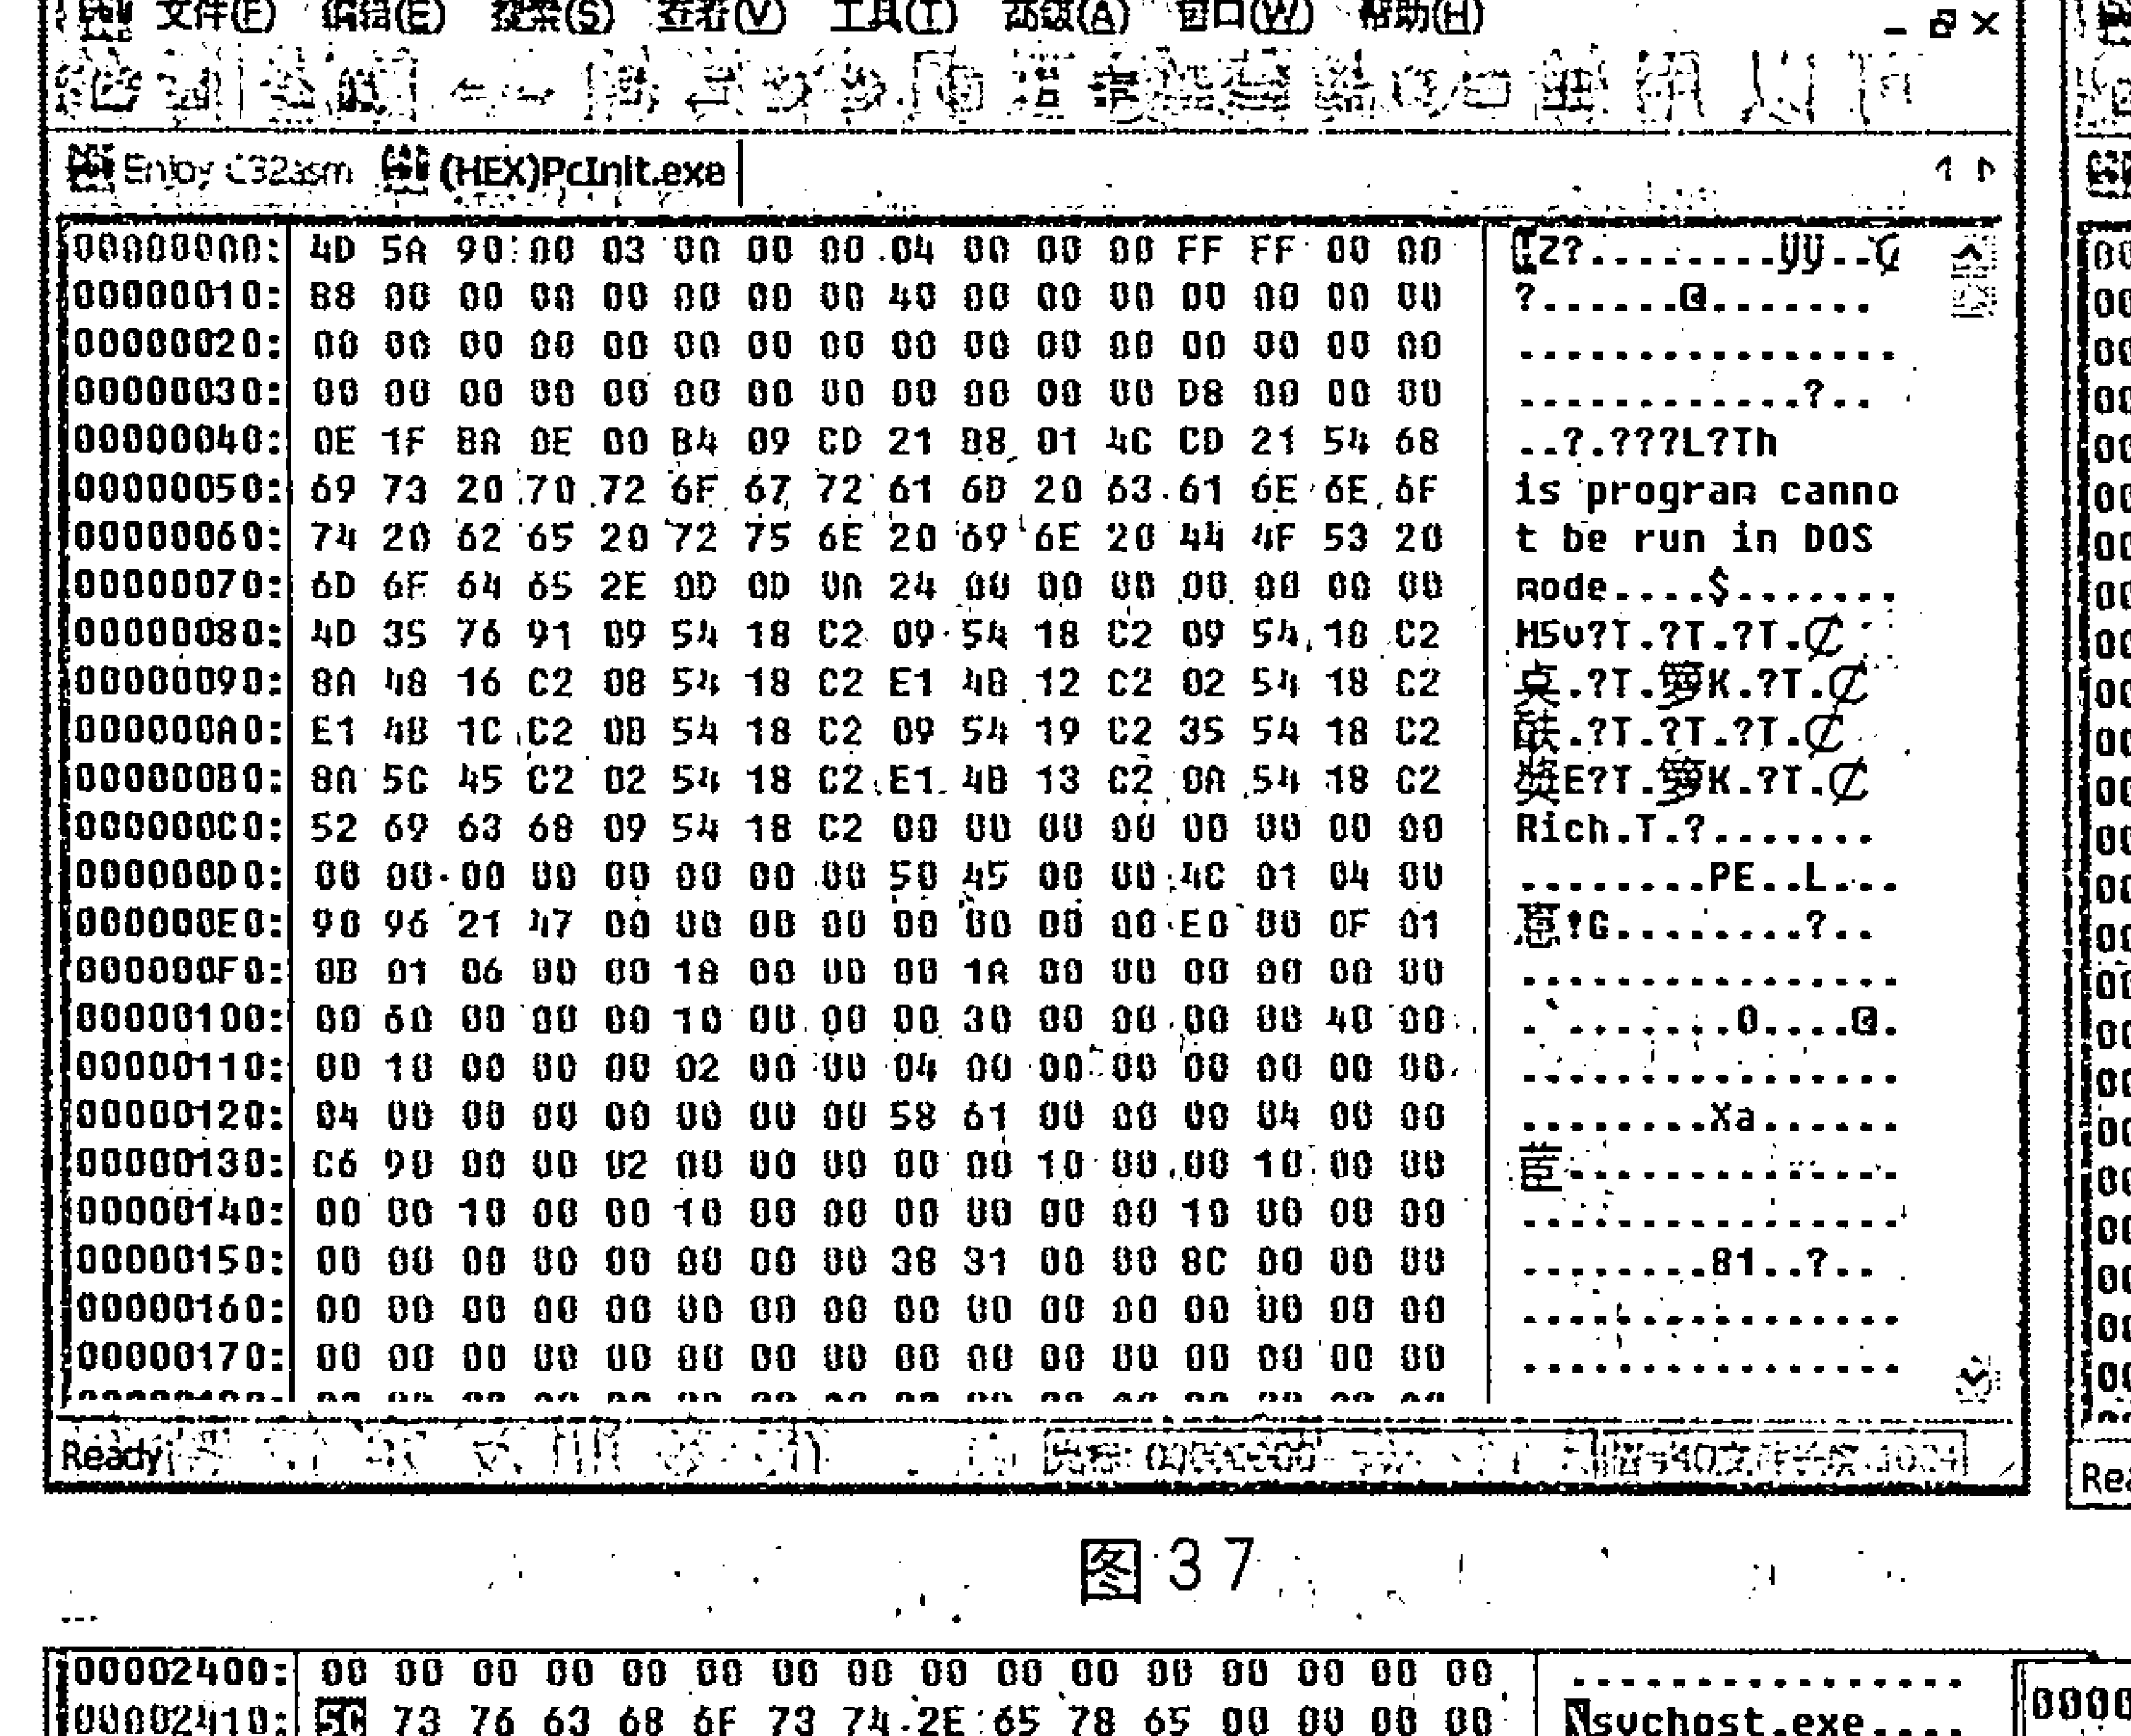 文件(F) 编辑(E) 搜索(S) 查看(V) 工具(T) 高级(A) 窗口(W) 帮助(H)
Enjoy C32asm (HEX)PcInit.exe
00000000: 4D 5A 90 00 03 00 00 00 04 00 00 00 FF FF 00 00 Z?........ÿÿ..
00000010: B8 00 00 00 00 00 00 00 40 00 00 00 00 00 00 00 ?......@.......
00000020: 00 00 00 00 00 00 00 00 00 00 00 00 00 00 00 00 ................
00000030: 00 00 00 00 00 00 00 00 00 00 00 00 D8 00 00 00 ............?..
00000040: 0E 1F BA 0E 00 B4 09 CD 21 B8 01 4C CD 21 54 68 ..?.???L?Th
00000050: 69 73 20 70 72 6F 67 72 61 6D 20 63 61 6E 6E 6F is program canno
00000060: 74 20 62 65 20 72 75 6E 20 69 6E 20 44 4F 53 20 t be run in DOS
00000070: 6D 6F 64 65 2E 0D 0D 0A 24 00 00 00 00 00 00 00 mode....$.......
00000080: 4D 35 76 91 09 54 18 C2 09 54 18 C2 09 54 18 C2 M5v?T.?T.?T.
00000090: 8A 48 16 C2 08 54 18 C2 E1 4B 12 C2 02 54 18 C2 .?T.箩K.?T.
000000A0: E1 4B 1C C2 0B 54 18 C2 09 54 19 C2 35 54 18 C2 .?T.?T.?T.
000000B0: 8A 5C 45 C2 02 54 18 C2 E1 4B 13 C2 0A 54 18 C2 E?T.箩K.?T.
000000C0: 52 69 63 68 09 54 18 C2 00 00 00 00 00 00 00 00 Rich.T.?.......
000000D0: 00 00 00 00 00 00 00 00 50 45 00 00 4C 01 04 00 ........PE..L...
000000E0: 90 96 21 47 00 00 00 00 00 00 00 00 E0 00 0F 01 !G........?..
000000F0: 0B 01 06 00 00 18 00 00 00 1A 00 00 00 00 00 00 ................
00000100: 00 60 00 00 00 10 00 00 00 30 00 00 00 00 40 00 .`.......0....@.
00000110: 00 10 00 00 00 02 00 00 04 00 00 00 00 00 00 00 ................
00000120: 04 00 00 00 00 00 00 00 58 61 00 00 00 04 00 00 ........Xa......
00000130: C6 90 00 00 02 00 00 00 00 00 10 00 00 10 00 00 ..............
00000140: 00 00 10 00 00 10 00 00 00 00 00 00 10 00 00 00 ................
00000150: 00 00 00 00 00 00 00 00 38 31 00 00 8C 00 00 00 ........81..?..
00000160: 00 00 00 00 00 00 00 00 00 00 00 00 00 00 00 00 ................
00000170: 00 00 00 00 00 00 00 00 00 00 00 00 00 00 00 00 ................
Ready
图37
00002400: 00 00 00 00 00 00 00 00 00 00 00 00 00 00 00 00 ................
00002410: 5C 73 76 63 68 6F 73 74 2E 65 78 65 00 00 00 00 \svchost.exe....